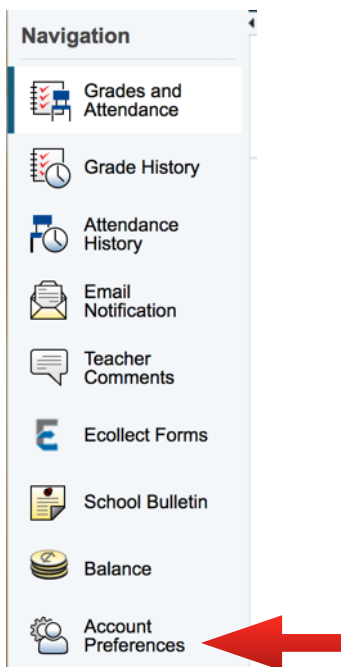 Navigation
Grades and
Attendance
Grade History
Attendance
History
Email
Notification
Teacher
Comments
Ecollect Forms
School Bulletin
Balance
Account
Preferences